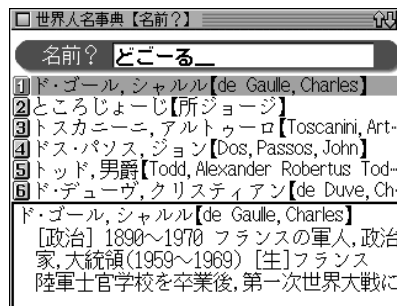 世界人名事典【名前?】
名前? どごーる＿
1 ド・ゴール,シャルル【de Gaulle,Charles】
2 ところじょーじ【所ジョージ】
3 トスカニーニ,アルトゥーロ【Toscanini,Art-
4 ドス・パソス,ジョン【Dos,Passos,John】
5 トッド,男爵【Todd,Alexander Robertus Tod-
6 ド・デューヴ,クリスティアン【de Duve,Ch-
ド・ゴール,シャルル【de Gaulle,Charles】
[政治] 1890〜1970 フランスの軍人,政治
家,大統領(1959〜1969) [生]フランス
陸軍士官学校を卒業後,第一次世界大戦に